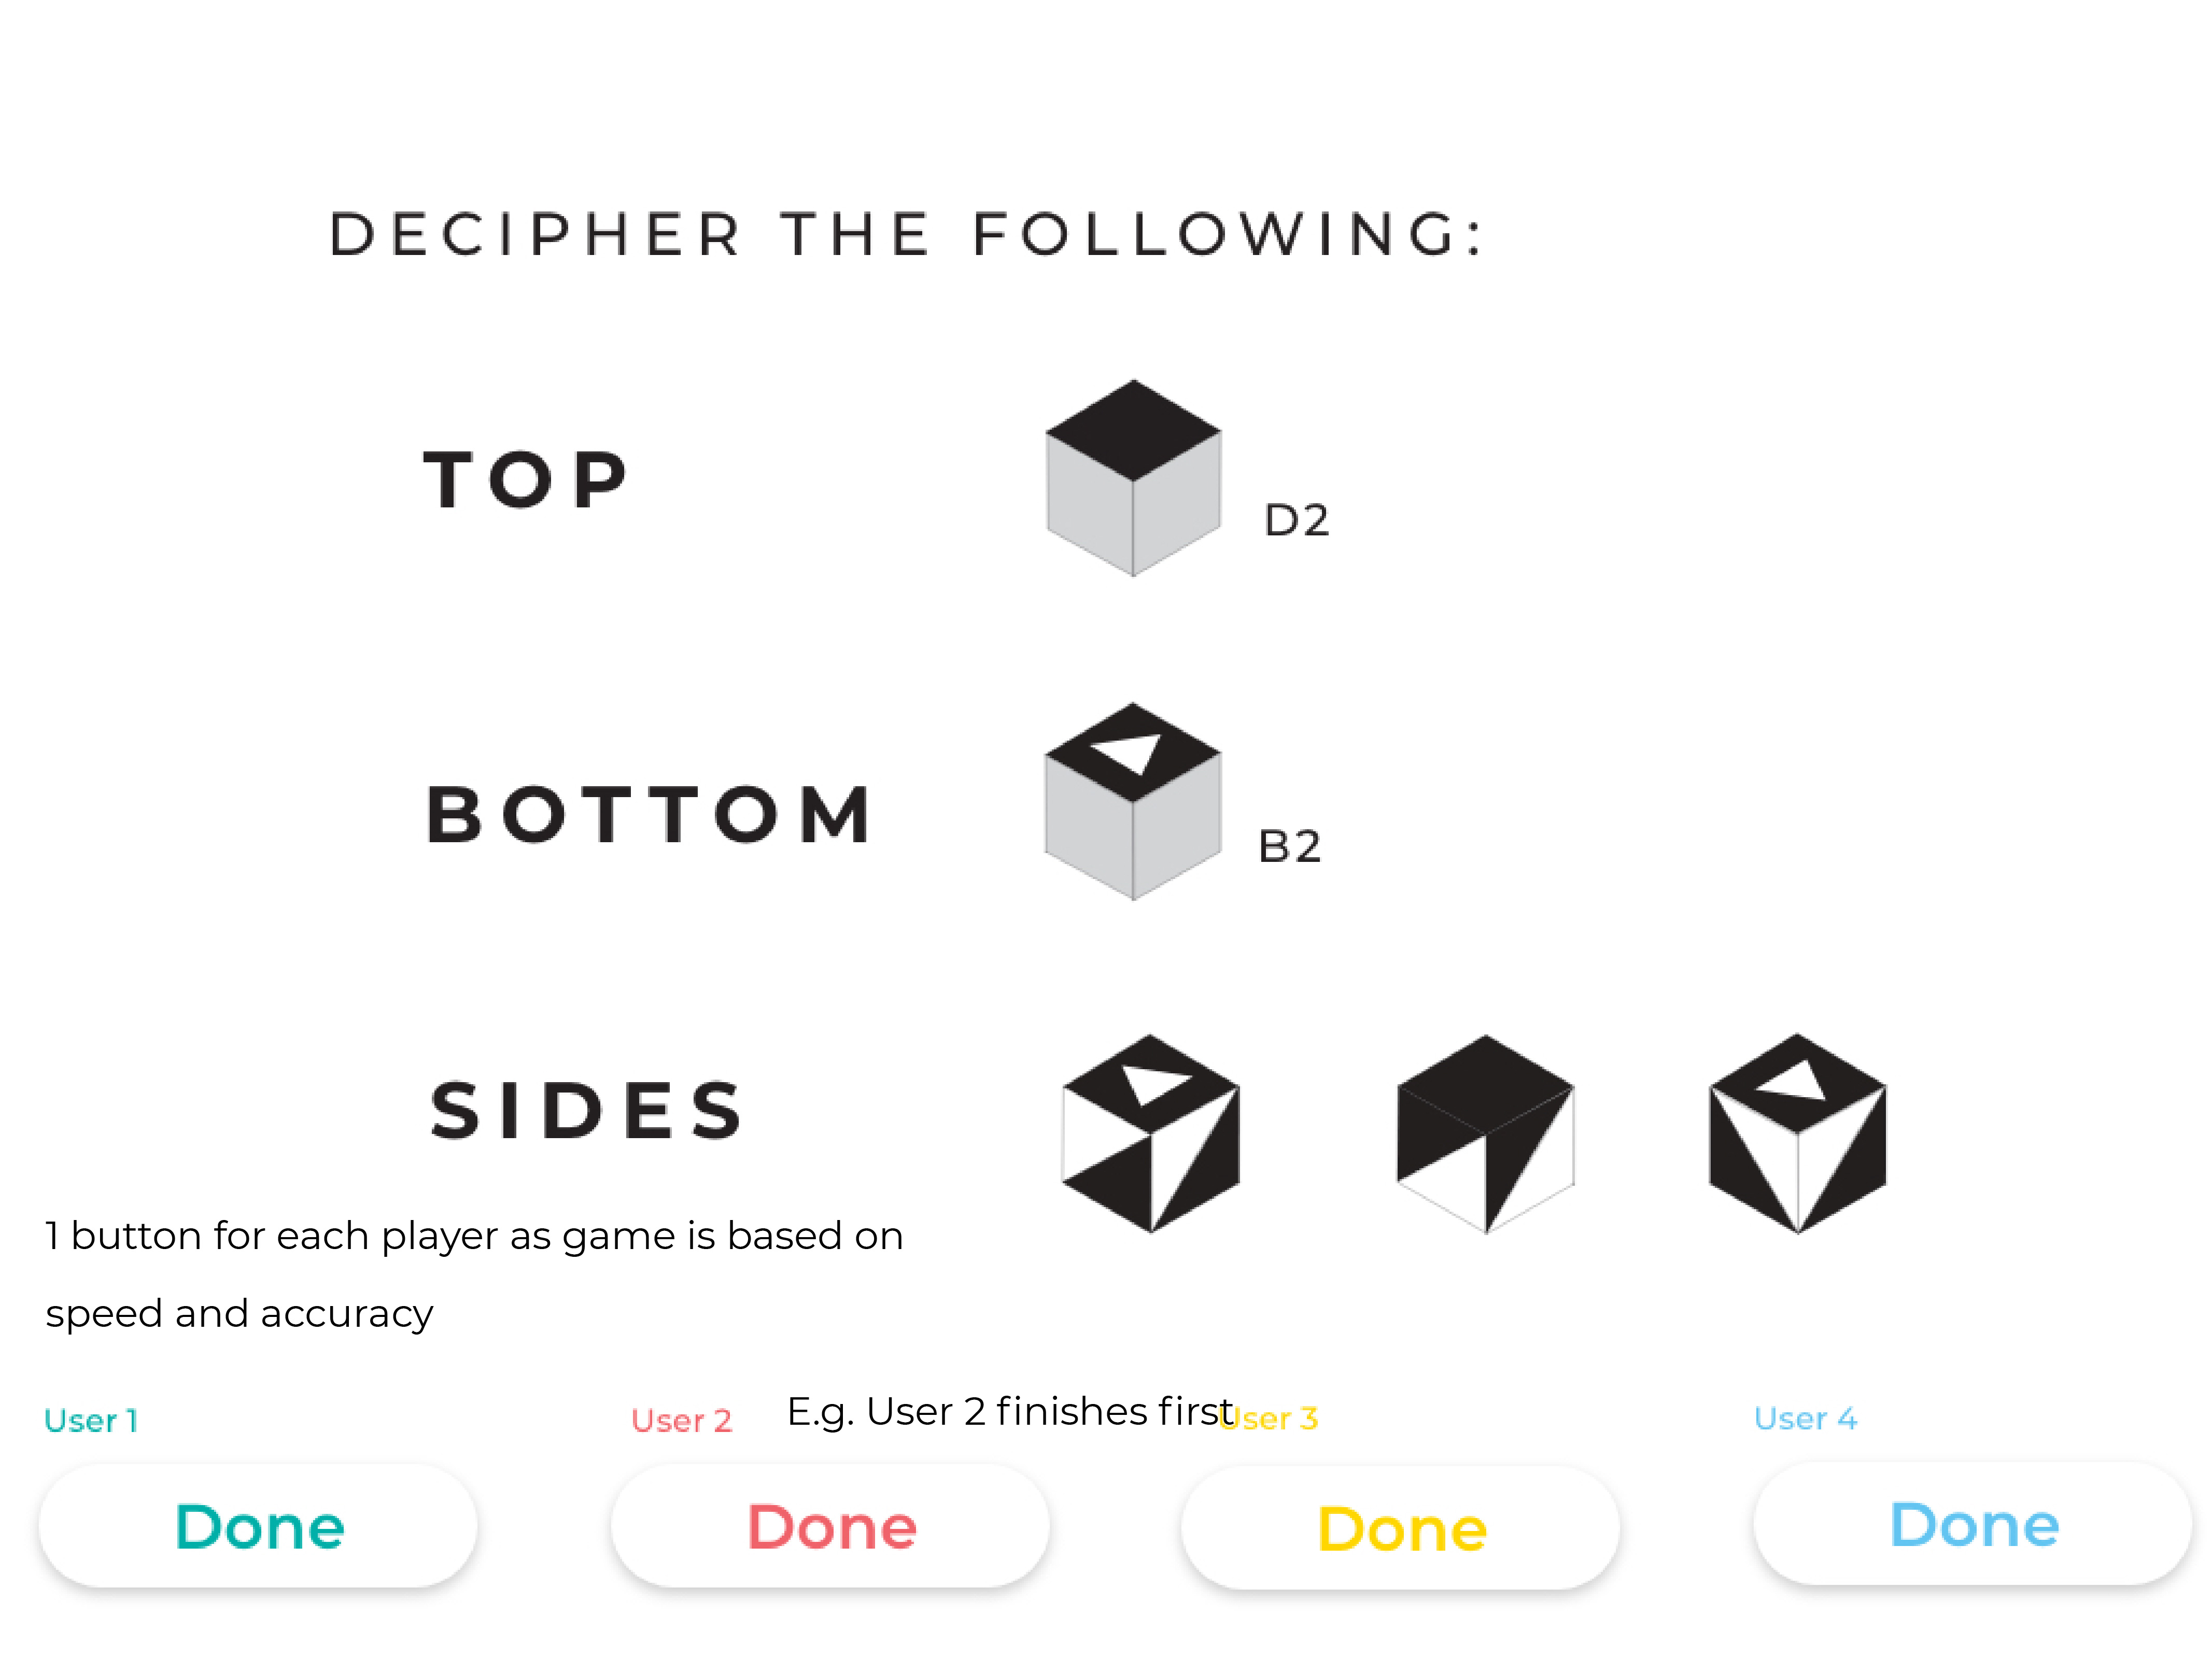 DECIPHER THE FOLLOWING:
TOP
D2
BOTTOM
B2
SIDES
1 button for each player as game is based on
speed and accuracy
User 1
User 2
E.g. User 2 finishes first
User 3
User 4
Done
Done
Done
Done